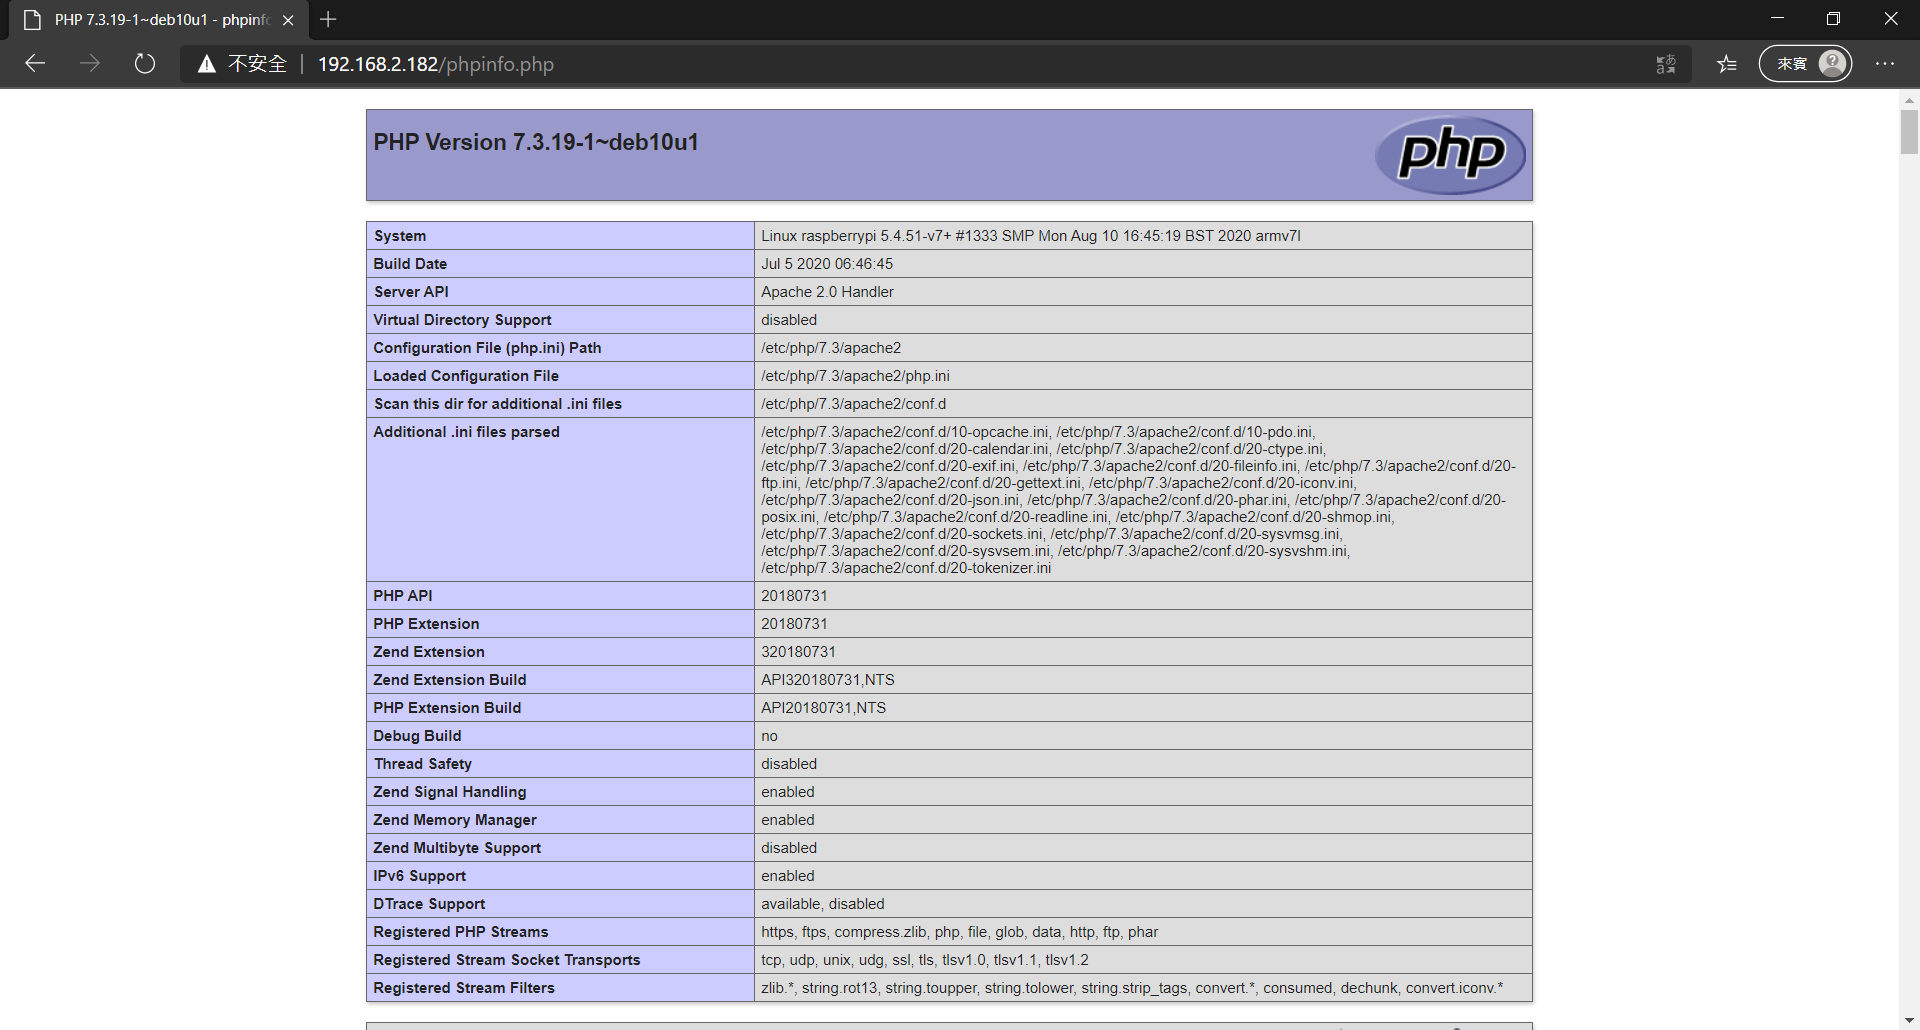 PHP 7.3.19-1~deb10u1 - phpinfo
不安全 192.168.2.182/phpinfo.php
來賓
PHP Version 7.3.19-1~deb10u1
php
System Linux raspberrypi 5.4.51-v7+ #1333 SMP Mon Aug 10 16:45:19 BST 2020 armv7l
Build Date Jul 5 2020 06:46:45
Server API Apache 2.0 Handler
Virtual Directory Support disabled
Configuration File (php.ini) Path /etc/php/7.3/apache2
Loaded Configuration File /etc/php/7.3/apache2/php.ini
Scan this dir for additional .ini files /etc/php/7.3/apache2/conf.d
Additional .ini files parsed /etc/php/7.3/apache2/conf.d/10-opcache.ini, /etc/php/7.3/apache2/conf.d/10-pdo.ini,
/etc/php/7.3/apache2/conf.d/20-calendar.ini, /etc/php/7.3/apache2/conf.d/20-ctype.ini,
/etc/php/7.3/apache2/conf.d/20-exif.ini, /etc/php/7.3/apache2/conf.d/20-fileinfo.ini, /etc/php/7.3/apache2/conf.d/20-
ftp.ini, /etc/php/7.3/apache2/conf.d/20-gettext.ini, /etc/php/7.3/apache2/conf.d/20-iconv.ini,
/etc/php/7.3/apache2/conf.d/20-json.ini, /etc/php/7.3/apache2/conf.d/20-phar.ini, /etc/php/7.3/apache2/conf.d/20-
posix.ini, /etc/php/7.3/apache2/conf.d/20-readline.ini, /etc/php/7.3/apache2/conf.d/20-shmop.ini,
/etc/php/7.3/apache2/conf.d/20-sockets.ini, /etc/php/7.3/apache2/conf.d/20-sysvmsg.ini,
/etc/php/7.3/apache2/conf.d/20-sysvsem.ini, /etc/php/7.3/apache2/conf.d/20-sysvshm.ini,
/etc/php/7.3/apache2/conf.d/20-tokenizer.ini
PHP API 20180731
PHP Extension 20180731
Zend Extension 320180731
Zend Extension Build API320180731,NTS
PHP Extension Build API20180731,NTS
Debug Build no
Thread Safety disabled
Zend Signal Handling enabled
Zend Memory Manager enabled
Zend Multibyte Support disabled
IPv6 Support enabled
DTrace Support available, disabled
Registered PHP Streams https, ftps, compress.zlib, php, file, glob, data, http, ftp, phar
Registered Stream Socket Transports tcp, udp, unix, udg, ssl, tls, tlsv1.0, tlsv1.1, tlsv1.2
Registered Stream Filters zlib.*, string.rot13, string.toupper, string.tolower, string.strip_tags, convert.*, consumed, dechunk, convert.iconv.*